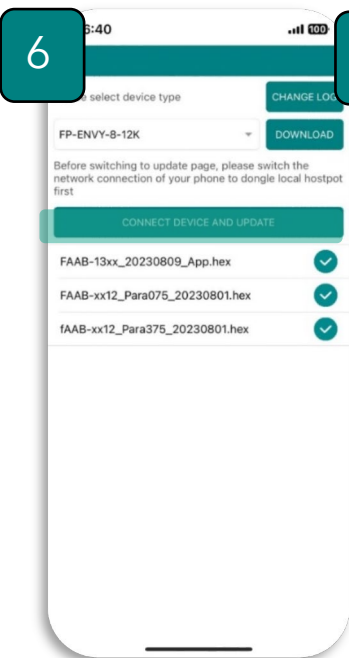 6
6:40
100
select device type
CHANGE LOG
FP-ENVY-8-12K
DOWNLOAD
Before switching to update page, please switch the
network connection of your phone to dongle local hostpot
first
CONNECT DEVICE AND UPDATE
FAAB-13xx_20230809_App.hex
FAAB-xx12_Para075_20230801.hex
fAAB-xx12_Para375_20230801.hex